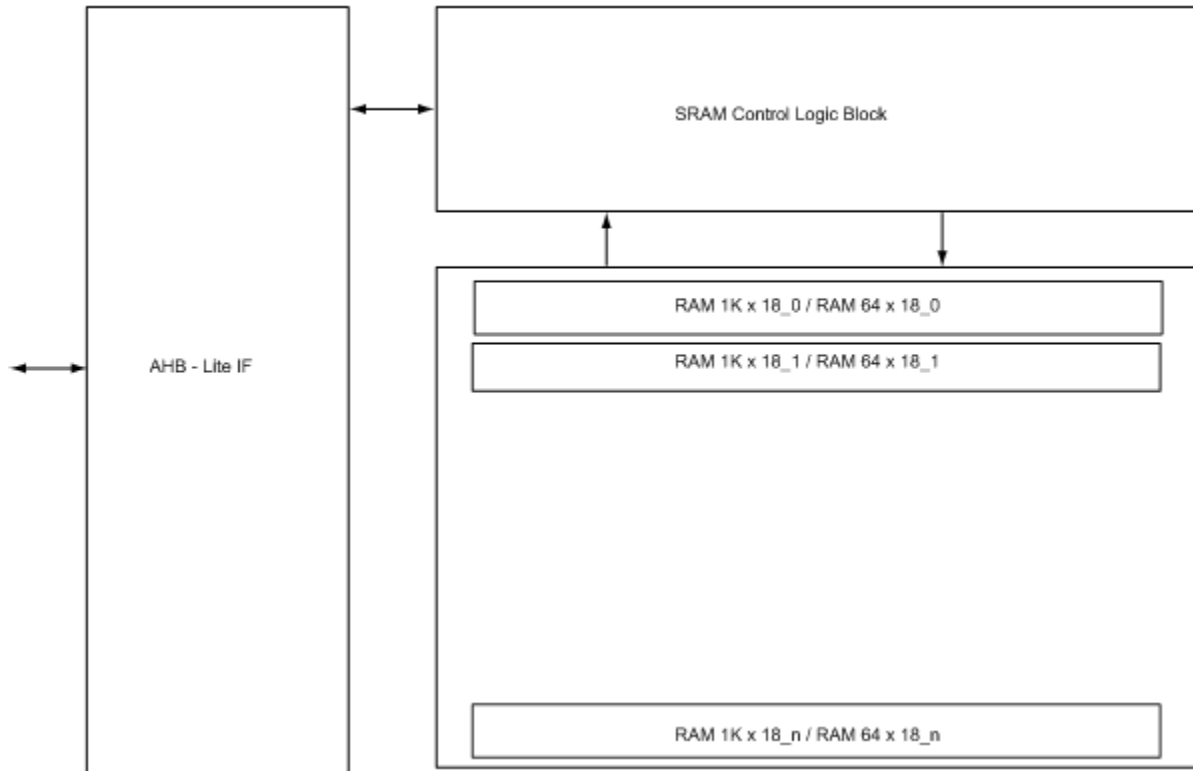 SRAM Control Logic Block
RAM 1K x 18_0 / RAM 64 x 18_0
AHB - Lite IF
RAM 1K x 18_1 / RAM 64 x 18_1
RAM 1K x 18_n / RAM 64 x 18_n